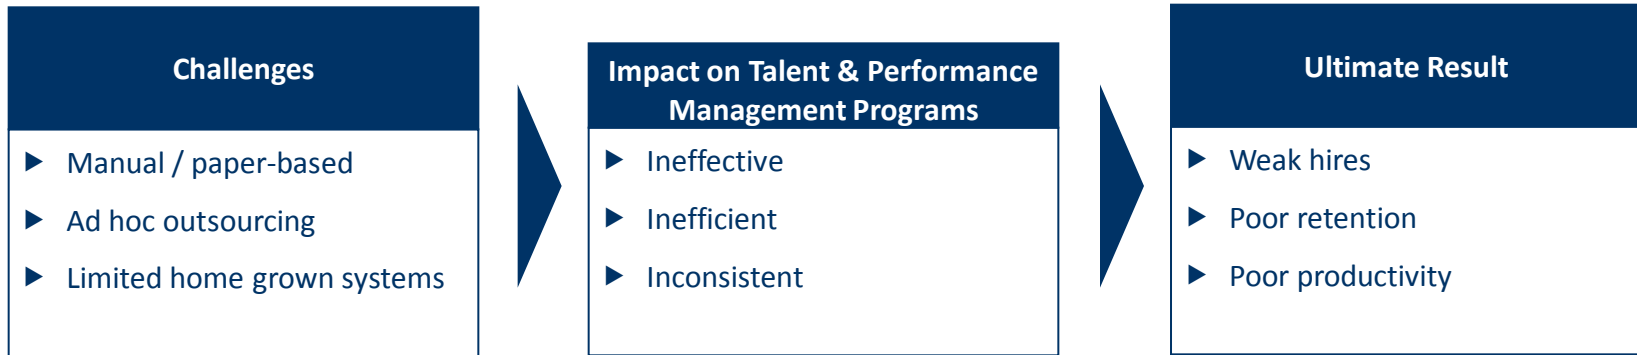 Challenges
Manual / paper-based
Ad hoc outsourcing
Limited home grown systems
Impact on Talent & Performance
Management Programs
Ineffective
Inefficient
Inconsistent
Ultimate Result
Weak hires
Poor retention
Poor productivity